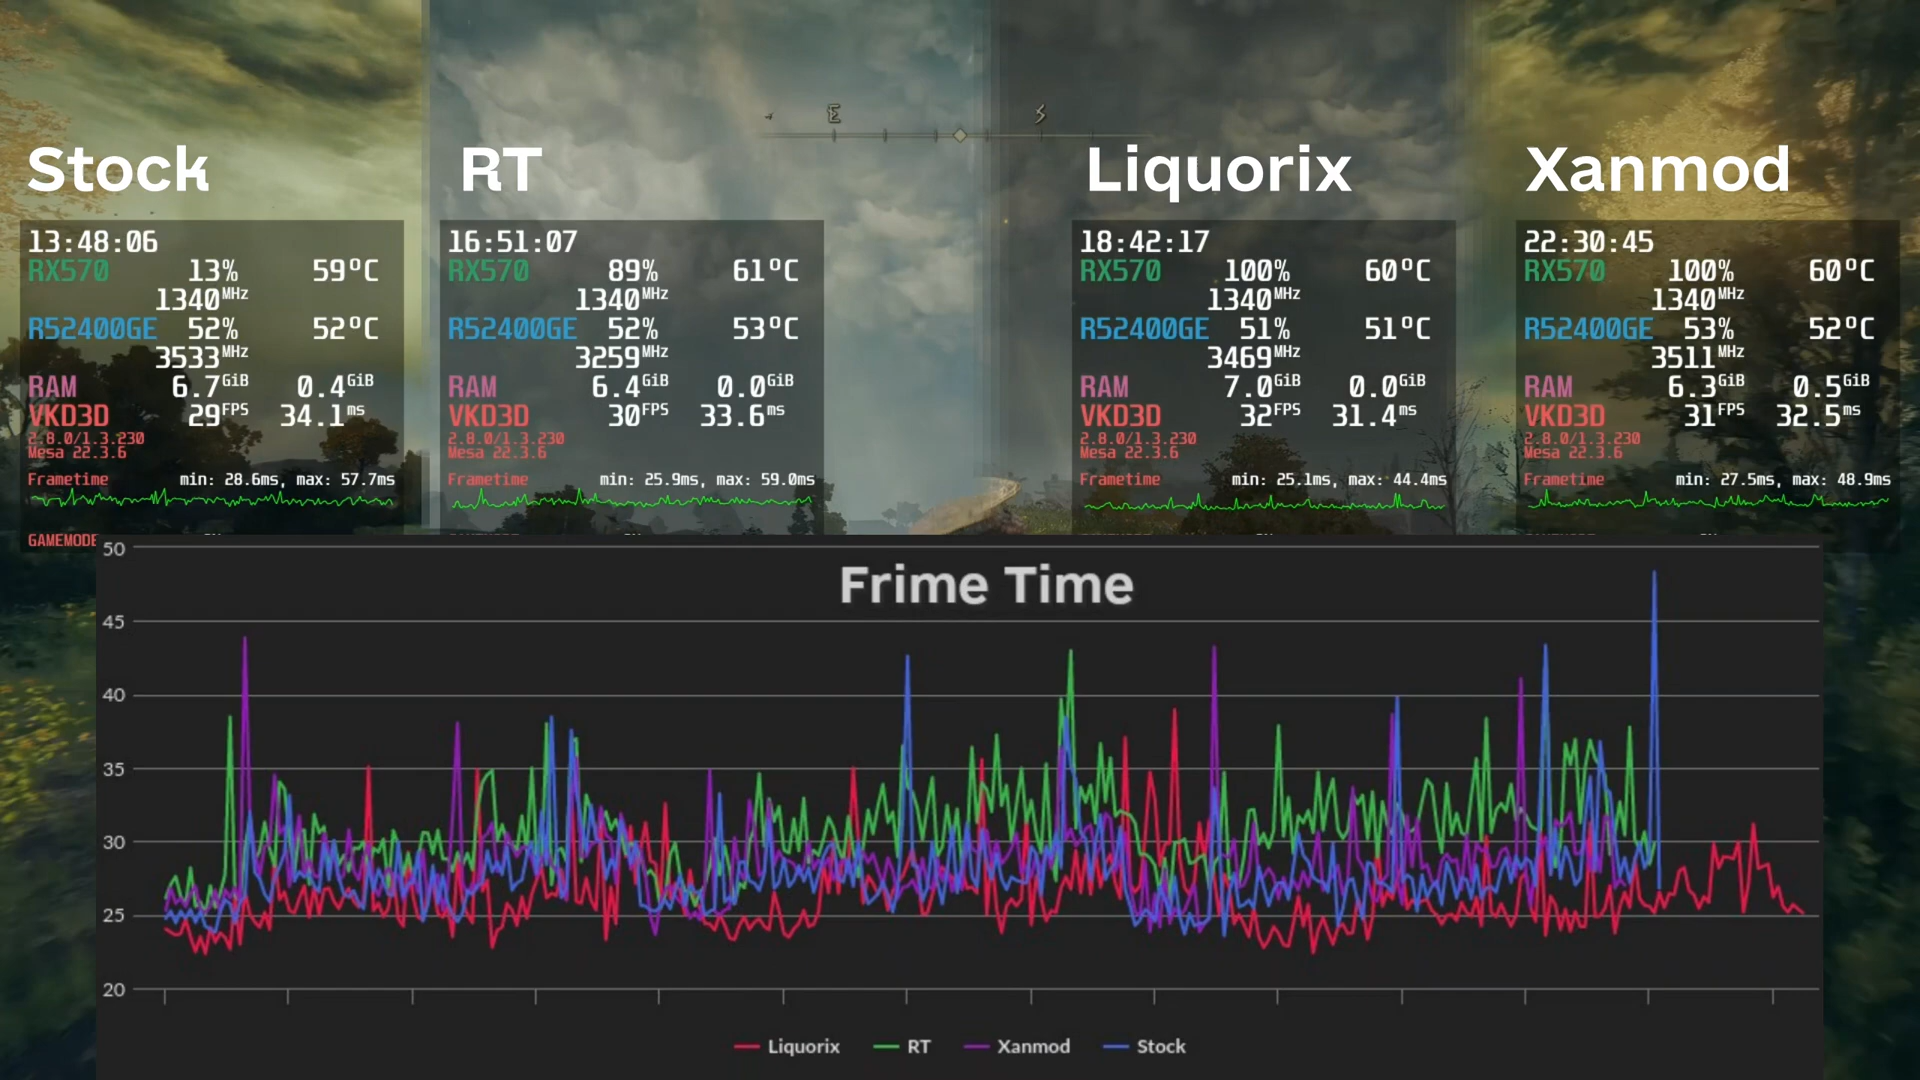 E S
Stock
13:48:06
RX570 13% 59°C
1340MHz
R52400GE 52% 52°C
3533MHz
RAM 6.7GiB 0.4GiB
VKD3D 29FPS 34.1ms
2.8.0/1.3.230
Mesa 22.3.6
Frametime min: 28.6ms, max: 57.7ms
GAMEMODE
RT
16:51:07
RX570 89% 61°C
1340MHz
R52400GE 52% 53°C
3259MHz
RAM 6.4GiB 0.0GiB
VKD3D 30FPS 33.6ms
2.8.0/1.3.230
Mesa 22.3.6
Frametime min: 25.9ms, max: 59.0ms
Liquorix
18:42:17
RX570 100% 60°C
1340MHz
R52400GE 51% 51°C
3469MHz
RAM 7.0GiB 0.0GiB
VKD3D 32FPS 31.4ms
2.8.0/1.3.230
Mesa 22.3.6
Frametime min: 25.1ms, max: 44.4ms
Xanmod
22:30:45
RX570 100% 60°C
1340MHz
R52400GE 53% 52°C
3511MHz
RAM 6.3GiB 0.5GiB
VKD3D 31FPS 32.5ms
2.8.0/1.3.230
Mesa 22.3.6
Frametime min: 27.5ms, max: 48.9ms
Frime Time
50
45
40
35
30
25
20
Liquorix RT Xanmod Stock